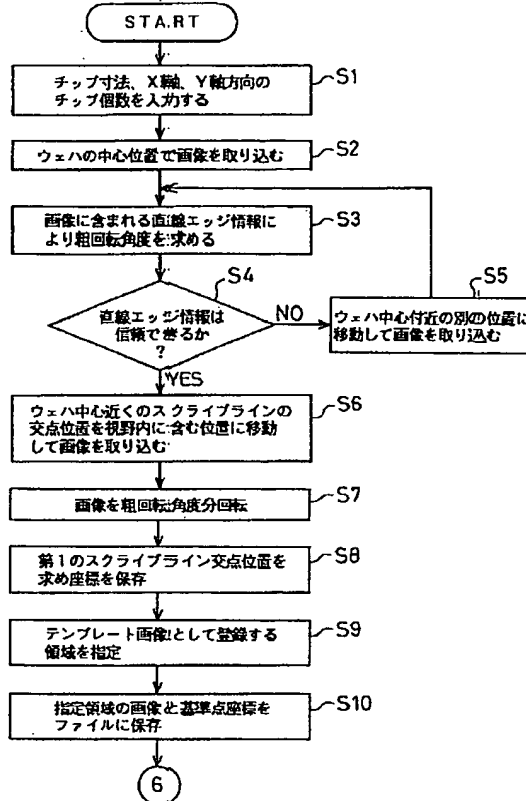 START
チップ寸法、X軸、Y軸方向の
チップ個数を入力する
S1
ウェハの中心位置で画像を取り込む
S2
画像に含まれる直線エッジ情報に
より粗回転角度を求める
S3
S4
直線エッジ情報は
信頼できるか
?
NO
YES
S5
ウェハ中心付近の別の位置に
移動して画像を取り込む
ウェハ中心近くのスクライブラインの
交点位置を視野内に含む位置に移動
して画像を取り込む
S6
画像を粗回転角度分回転
S7
第1のスクライブライン交点位置を
求め座標を保存
S8
テンプレート画像として登録する
領域を指定
S9
指定領域の画像と基準点座標を
ファイルに保存
S10
6